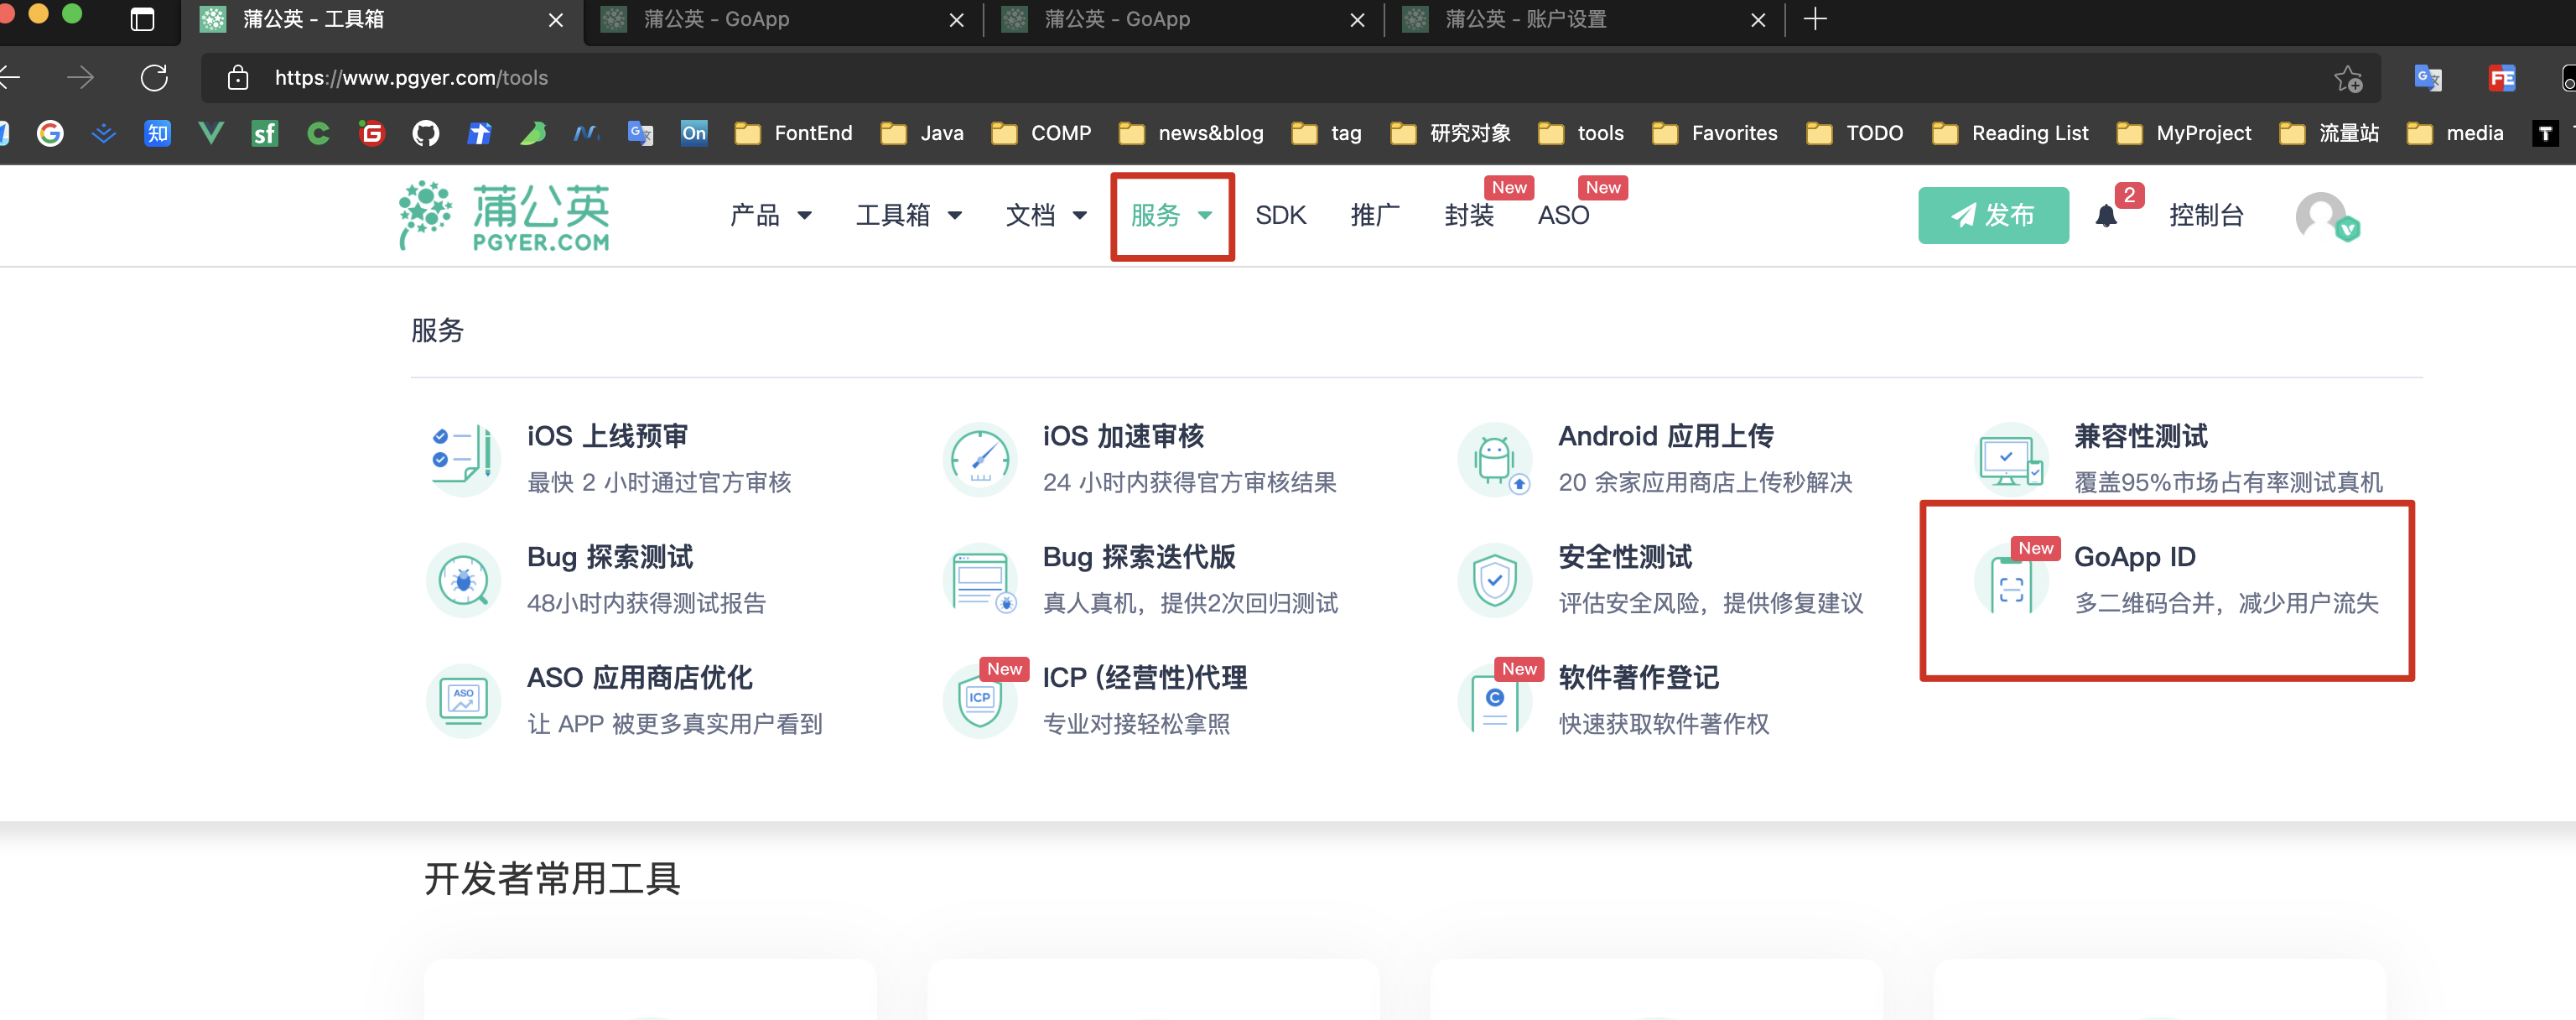 蒲公英 - 工具箱
蒲公英 - GoApp
蒲公英 - GoApp
蒲公英 - 账户设置
https://www.pgyer.com/tools
G 文 FE
G 知 sf C G T G 文 On FontEnd Java COMP news&blog tag 研究对象 tools Favorites TODO Reading List MyProject 流量站 media T
蒲公英
PGYER.COM
产品 工具箱 文档 服务 SDK 推广 封装 New ASO New 发布 2 控制台
服务
iOS 上线预审
最快 2 小时通过官方审核
iOS 加速审核
24 小时内获得官方审核结果
Android 应用上传
20 余家应用商店上传秒解决
兼容性测试
覆盖95%市场占有率测试真机
Bug 探索测试
48小时内获得测试报告
Bug 探索迭代版
真人真机，提供2次回归测试
安全性测试
评估安全风险，提供修复建议
New
GoApp ID
多二维码合并，减少用户流失
ASO
ASO 应用商店优化
让 APP 被更多真实用户看到
New
ICP
ICP (经营性)代理
专业对接轻松拿照
New
C
软件著作登记
快速获取软件著作权
开发者常用工具